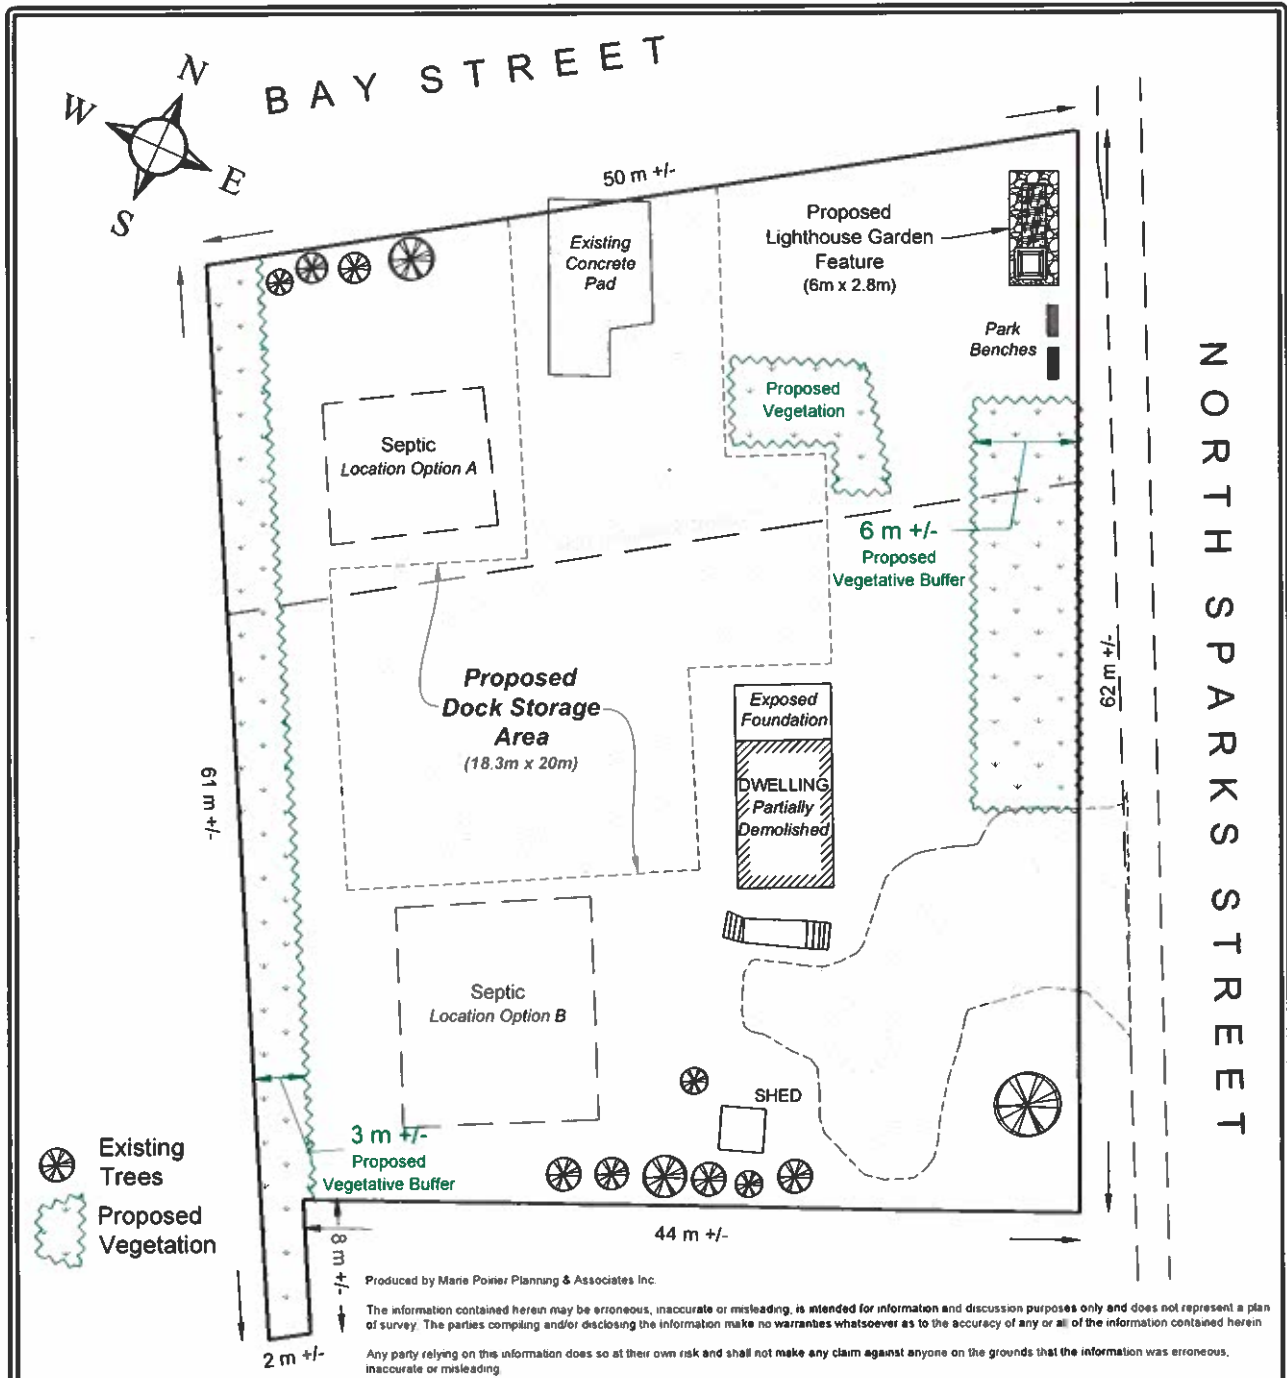 BAY STREET
N
W
E
S
50 m +/-
Existing
Concrete
Pad
Proposed
Lighthouse Garden
Feature
(6m x 2.8m)
Park
Benches
Proposed
Vegetation
Septic
Location Option A
6 m +/-
Proposed
Vegetative Buffer
NORTH SPARKS STREET
62 m +/-
Proposed
Dock Storage
Area
(18.3m x 20m)
Exposed
Foundation
DWELLING
Partially
Demolished
61 m +/-
Septic
Location Option B
SHED
3 m +/-
Proposed
Vegetative Buffer
Existing
Trees
Proposed
Vegetation
44 m +/-
8 m +/-
2 m +/-
Produced by Marie Poirier Planning & Associates Inc.
The information contained herein may be erroneous, inaccurate or misleading, is intended for information and discussion purposes only and does not represent a plan
of survey. The parties compiling and/or disclosing the information make no warranties whatsoever as to the accuracy of any or all of the information contained herein
Any party relying on this information does so at their own risk and shall not make any claim against anyone on the grounds that the information was erroneous,
inaccurate or misleading.